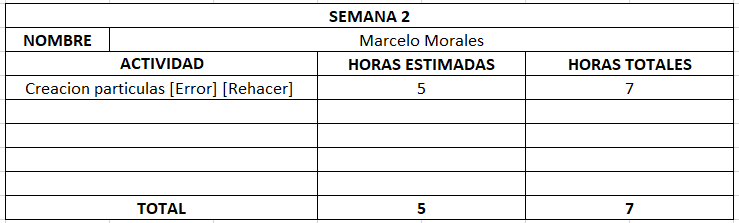 SEMANA 2
NOMBRE Marcelo Morales
ACTIVIDAD HORAS ESTIMADAS HORAS TOTALES
Creacion particulas [Error] [Rehacer] 5 7
TOTAL 5 7